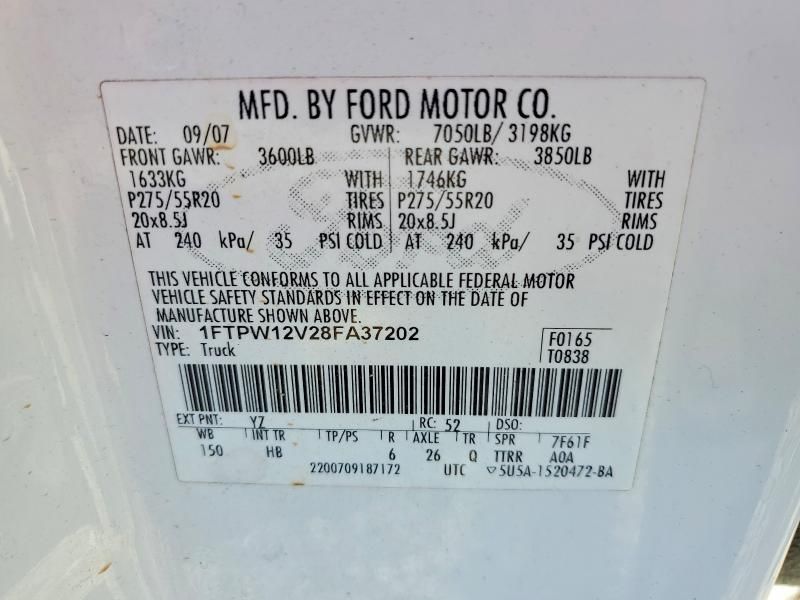 MFD. BY FORD MOTOR CO.
DATE: 09/07 GVWR: 7050LB/ 3198KG
FRONT GAWR: 3600LB REAR GAWR: 3850LB
1633KG WITH 1746KG WITH
P275/55R20 TIRES P275/55R20 TIRES
20x8.5J RIMS 20x8.5J RIMS
AT 240 kPa/ 35 PSI COLD AT 240 kPa/ 35 PSI COLD
THIS VEHICLE CONFORMS TO ALL APPLICABLE FEDERAL MOTOR
VEHICLE SAFETY STANDARDS IN EFFECT ON THE DATE OF
MANUFACTURE SHOWN ABOVE.
VIN: 1FTPW12V28FA37202 F0165
TYPE: Truck T0838
EXT PNT: YZ RC: 52 DSO:
WB INT TR TP/PS R AXLE TR SPR 7F61F
150 HB 6 26 Q TTRR A0A
2200709187172 UTC ▽5U5A-1520472-BA